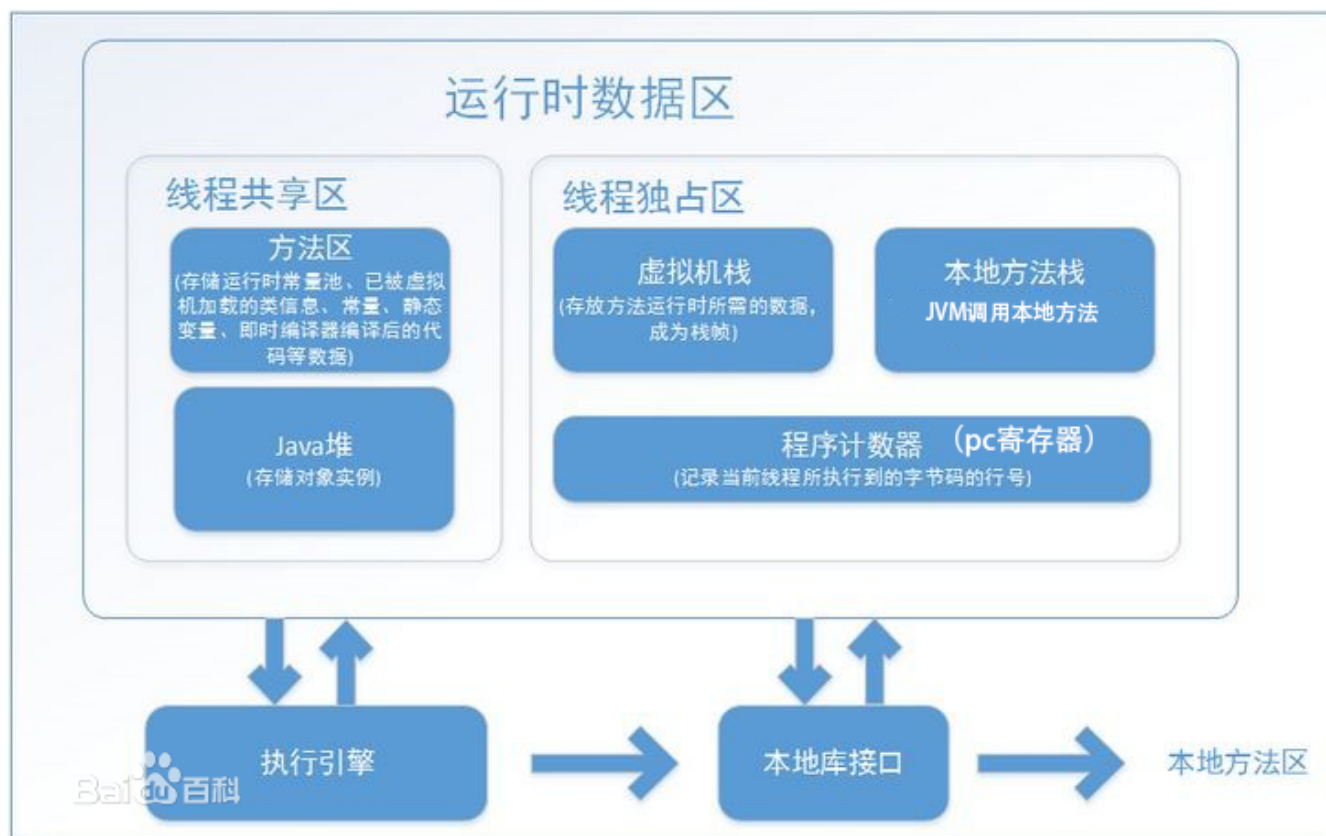 运行时数据区
线程共享区
方法区
(存储运行时常量池、已被虚拟
机加载的类信息、常量、静态
变量、即时编译器编译后的代
码等数据)
Java堆
(存储对象实例)
线程独占区
虚拟机栈
(存放方法运行时所需的数据,
成为栈帧)
本地方法栈
JVM调用本地方法
程序计数器 (pc寄存器)
(记录当前线程所执行到的字节码的行号)
执行引擎
本地库接口
本地方法区
Bai百科